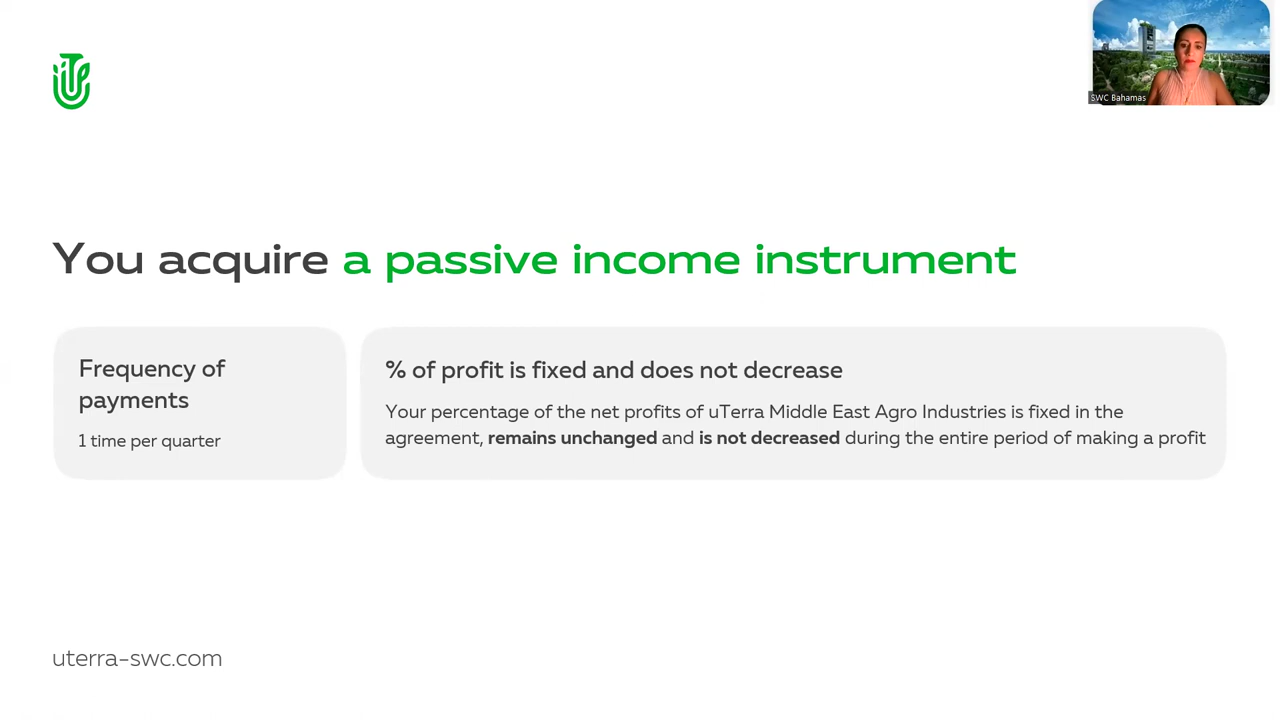 SWC Bahamas
You acquire a passive income instrument
Frequency of
payments
1 time per quarter
% of profit is fixed and does not decrease
Your percentage of the net profits of uTerra Middle East Agro Industries is fixed in the
agreement, remains unchanged and is not decreased during the entire period of making a profit
uterra-swc.com